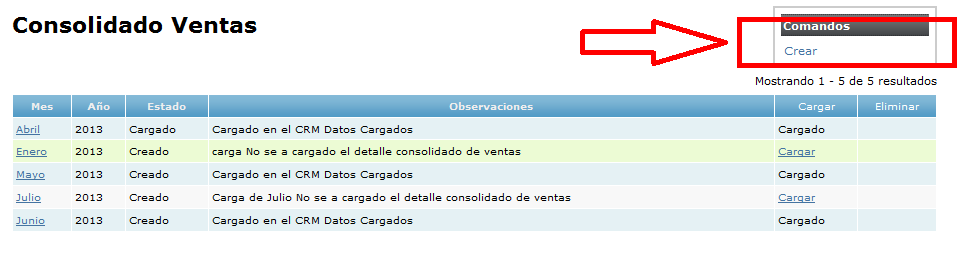 Consolidado Ventas
Comandos
Crear
Mostrando 1 - 5 de 5 resultados
Mes Año Estado Observaciones Cargar Eliminar
Abril 2013 Cargado Cargado en el CRM Datos Cargados Cargado
Enero 2013 Creado carga No se a cargado el detalle consolidado de ventas Cargar
Mayo 2013 Creado Cargado en el CRM Datos Cargados Cargado
Julio 2013 Creado Carga de Julio No se a cargado el detalle consolidado de ventas Cargar
Junio 2013 Creado Cargado en el CRM Datos Cargados Cargado